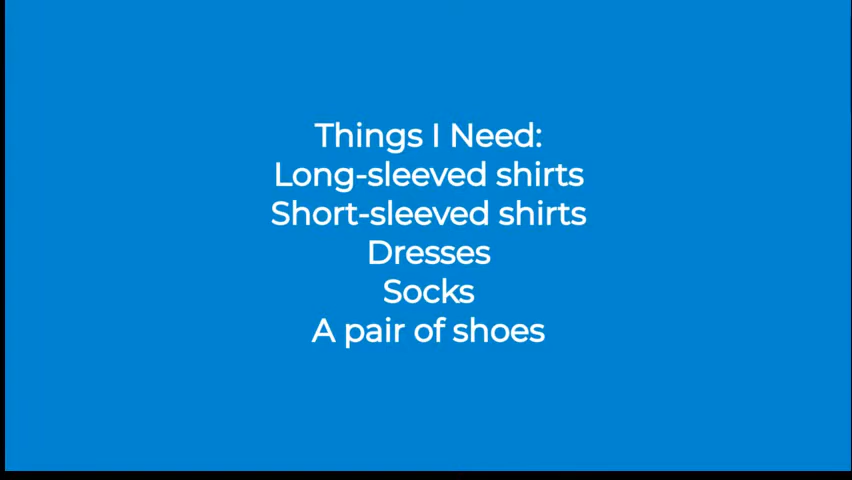 Things I Need:
Long-sleeved shirts
Short-sleeved shirts
Dresses
Socks
A pair of shoes